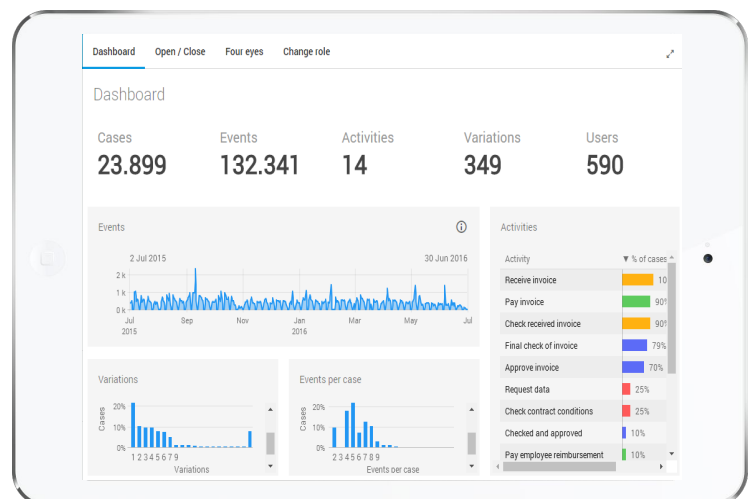 Dashboard Open / Close Four eyes Change role
Dashboard
Cases Events Activities Variations Users
23.899 132.341 14 349 590
Events
2 Jul 2015 30 Jun 2016
2 k
1 k
0 k
Jul Sep Nov Jan Mar May Jul
2015 2016
Activities
Activity ▼ % of cases
Receive invoice 10
Pay invoice 90%
Check received invoice 90%
Final check of invoice 79%
Approve invoice 70%
Request data 25%
Check contract conditions 25%
Checked and approved 10%
Pay employee reimbursement 10%
Variations
Cases
20%
10%
0%
1 2 3 4 5 6 7 8 9
Variations
Events per case
Cases
20%
10%
0%
2 3 4 5 6 7 8 9
Events per case